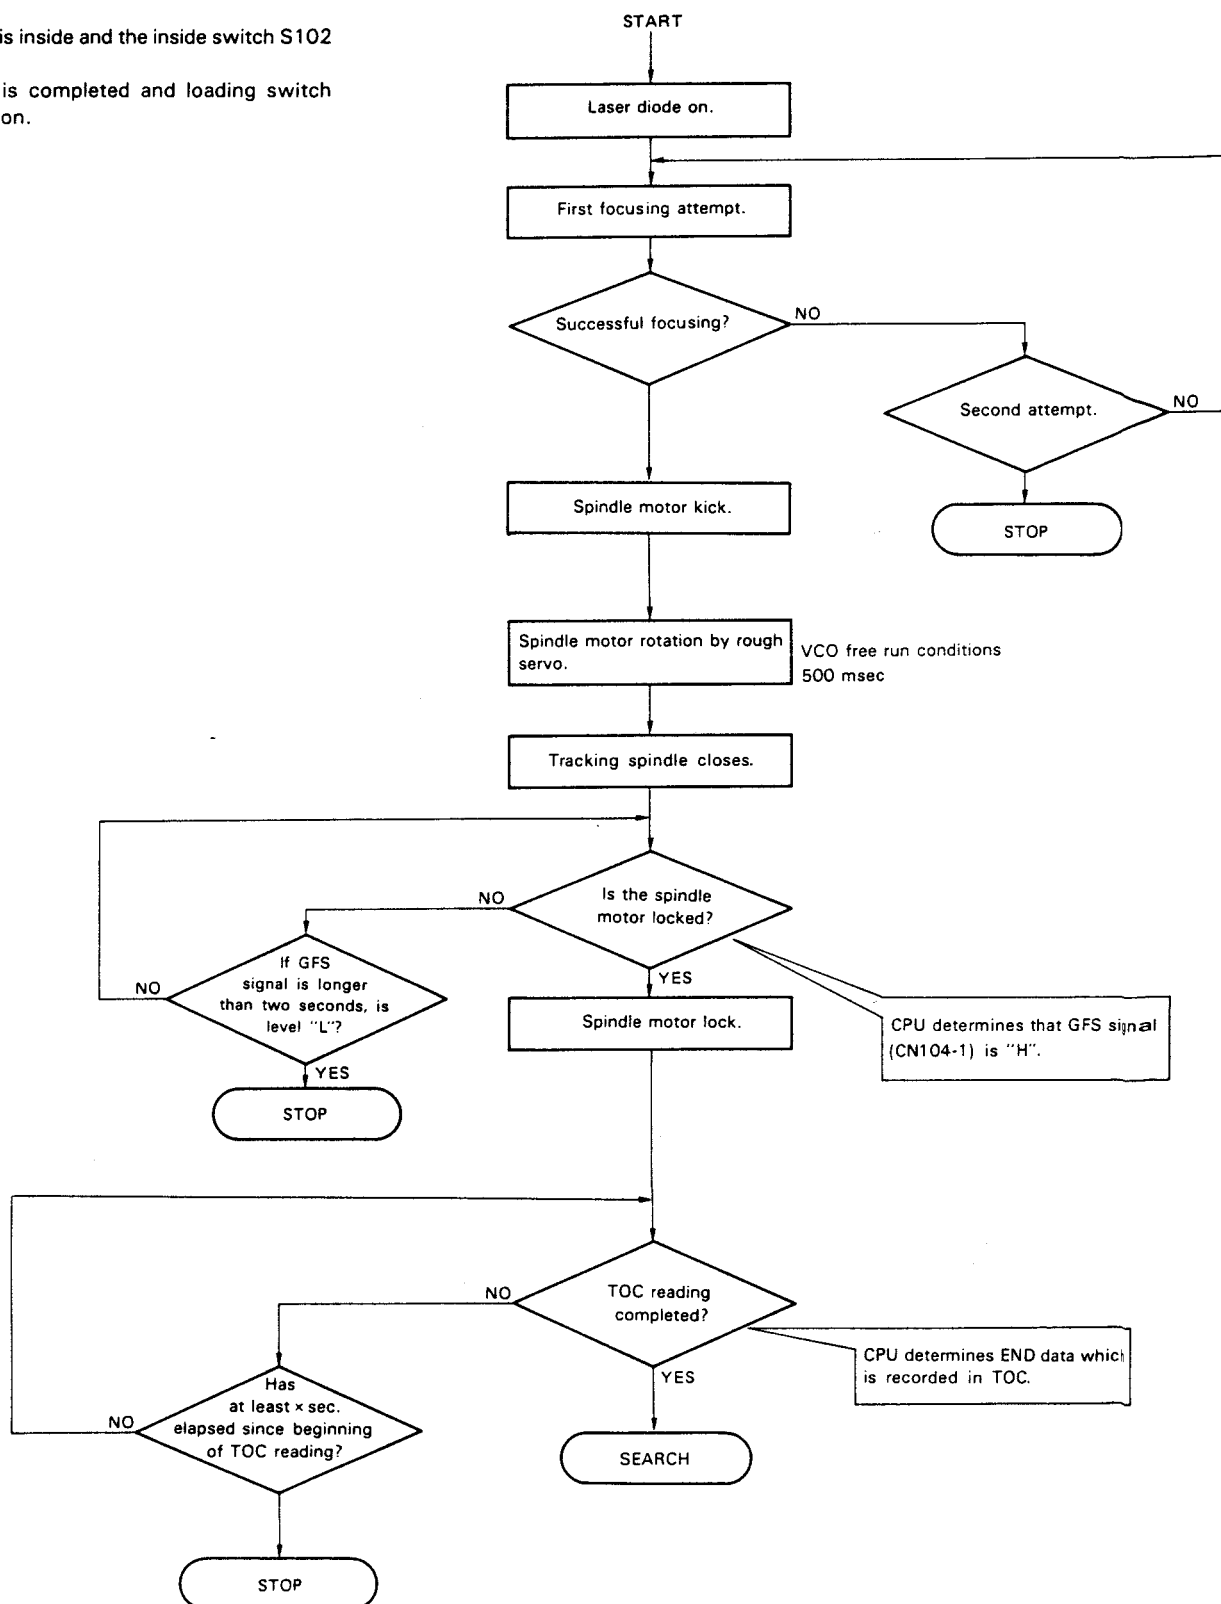 is inside and the inside switch S102
is completed and loading switch
on.
START
Laser diode on.
First focusing attempt.
Successful focusing?
NO
Second attempt.
NO
STOP
Spindle motor kick.
Spindle motor rotation by rough
servo.
VCO free run conditions
500 msec
Tracking spindle closes.
Is the spindle
motor locked?
NO
If GFS
signal is longer
than two seconds, is
level "L"?
NO
YES
STOP
YES
Spindle motor lock.
CPU determines that GFS signal
(CN104-1) is "H".
TOC reading
completed?
NO
Has
at least × sec.
elapsed since beginning
of TOC reading?
NO
STOP
YES
CPU determines END data which
is recorded in TOC.
SEARCH